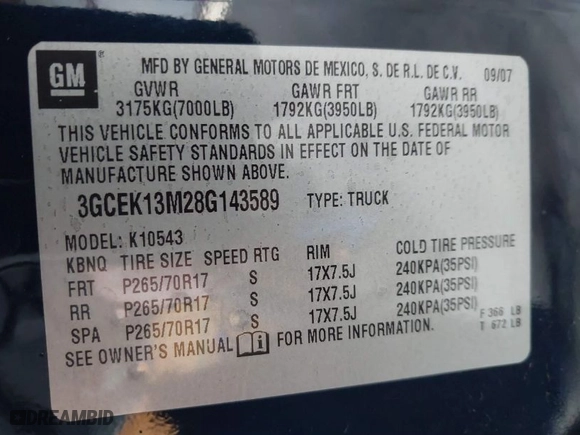 GM ®
MFD BY GENERAL MOTORS DE MEXICO, S. DE R.L. DE C.V. 09/07
GVWR GAWR FRT GAWR RR
3175KG(7000LB) 1792KG(3950LB) 1792KG(3950LB)
THIS VEHICLE CONFORMS TO ALL APPLICABLE U.S. FEDERAL MOTOR
VEHICLE SAFETY STANDARDS IN EFFECT ON THE DATE OF
MANUFACTURE SHOWN ABOVE.
3GCEK13M28G143589 TYPE: TRUCK
MODEL: K10543
KBNQ TIRE SIZE SPEED RTG RIM COLD TIRE PRESSURE
FRT P265/70R17 S 17X7.5J 240KPA(35PSI)
RR P265/70R17 S 17X7.5J 240KPA(35PSI)
SPA P265/70R17 S 17X7.5J 240KPA(35PSI)
F 366 LB
T 672 LB
SEE OWNER'S MANUAL i FOR MORE INFORMATION.
IDREAMBID